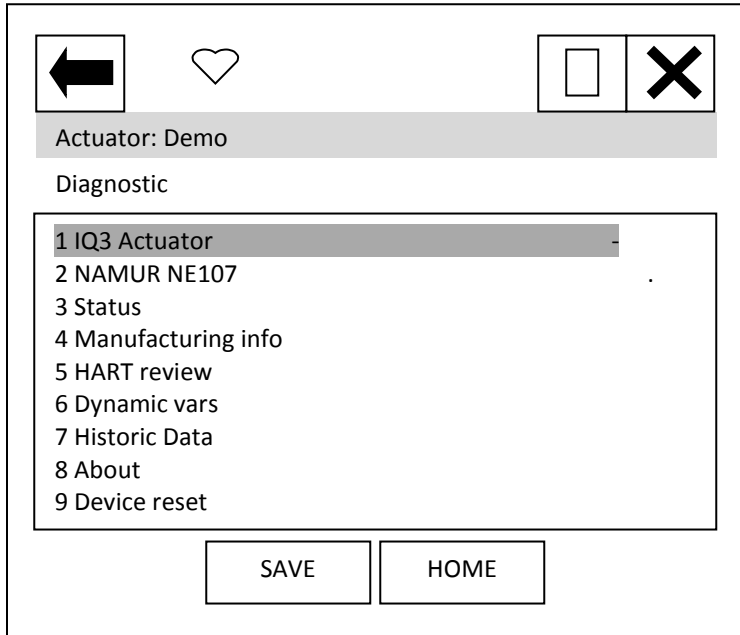 Actuator: Demo
Diagnostic
1 IQ3 Actuator -
2 NAMUR NE107 .
3 Status
4 Manufacturing info
5 HART review
6 Dynamic vars
7 Historic Data
8 About
9 Device reset
SAVE HOME